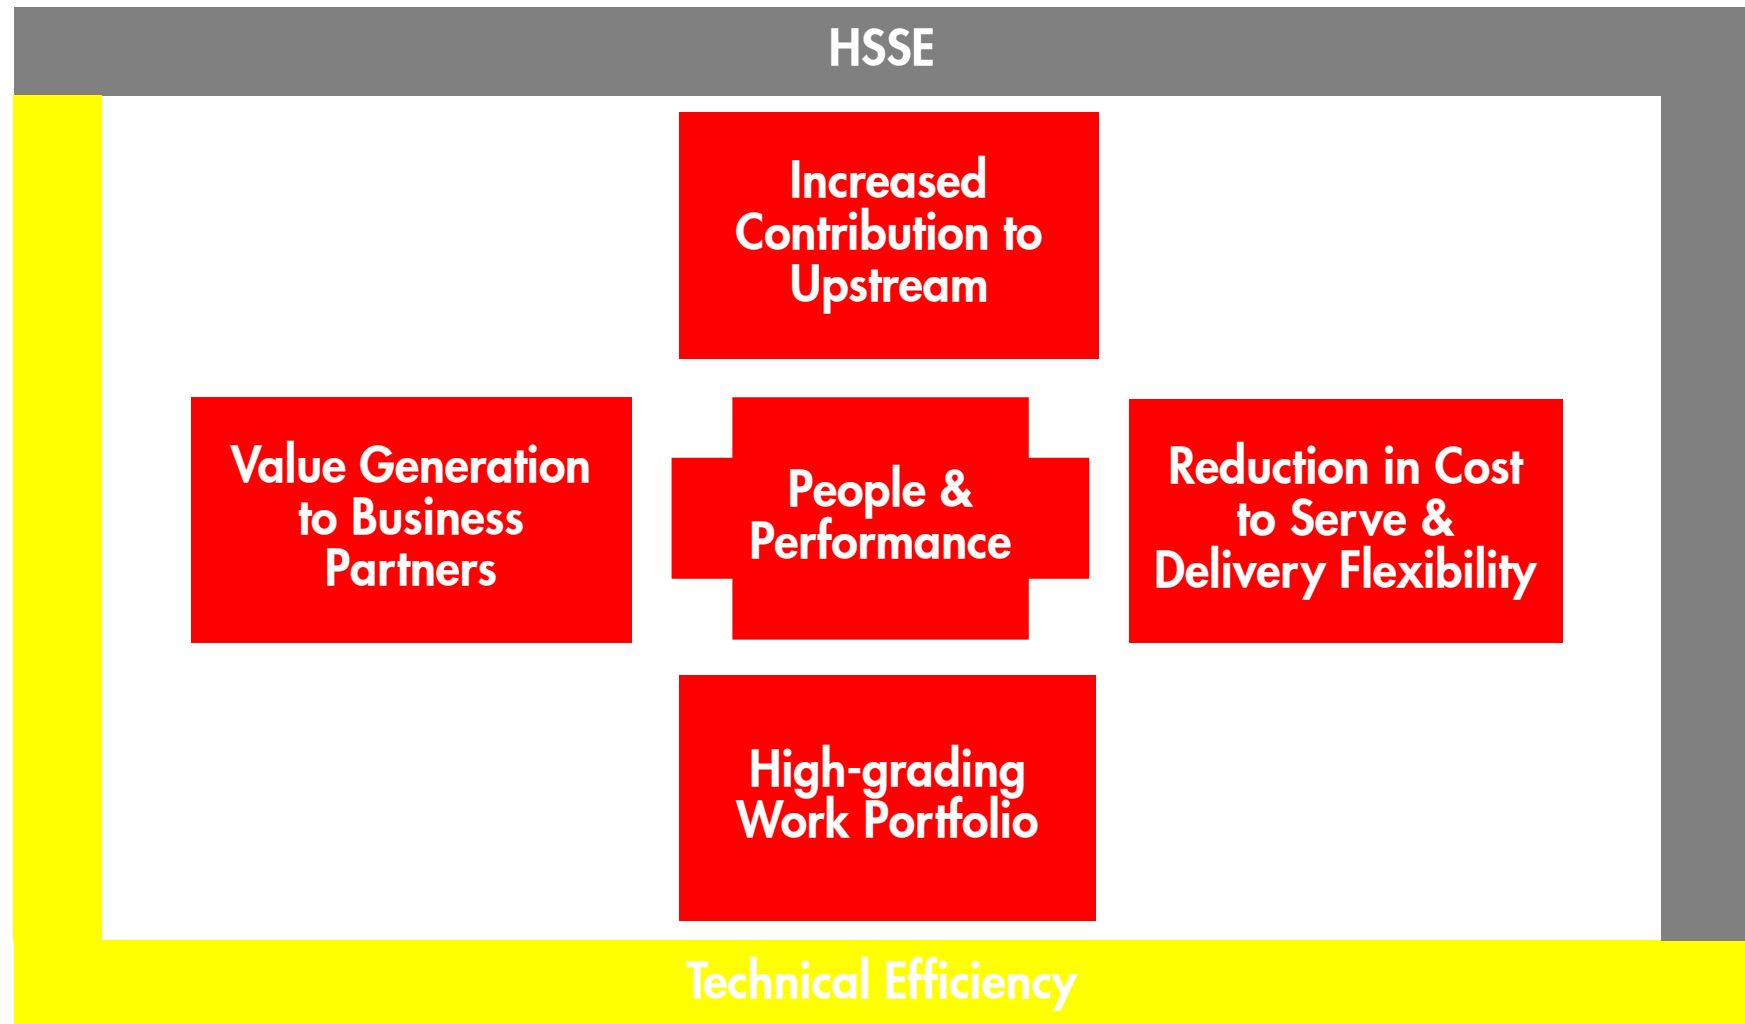 HSSE
Increased
Contribution to
Upstream
Value Generation
to Business
Partners
People &
Performance
Reduction in Cost
to Serve &
Delivery Flexibility
High-grading
Work Portfolio
Technical Efficiency